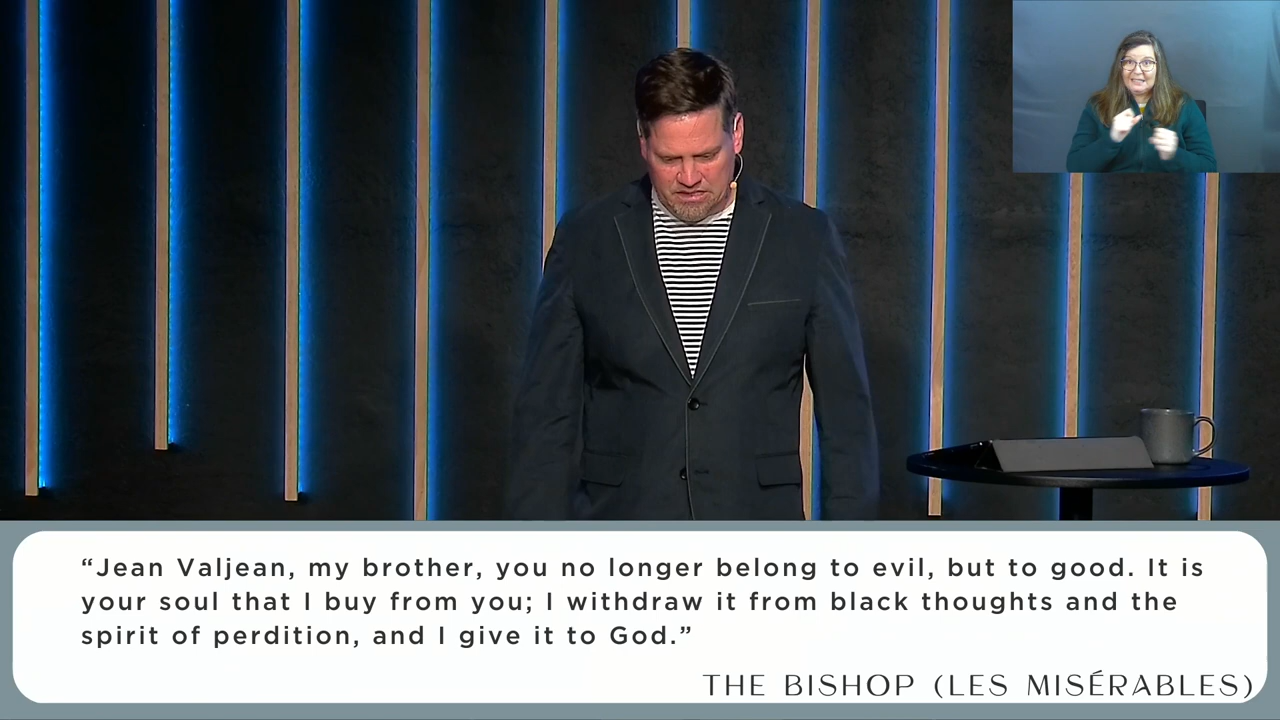 “Jean Valjean, my brother, you no longer belong to evil, but to good. It is
your soul that I buy from you; I withdraw it from black thoughts and the
spirit of perdition, and I give it to God.”
THE BISHOP (LES MISÉRABLES)